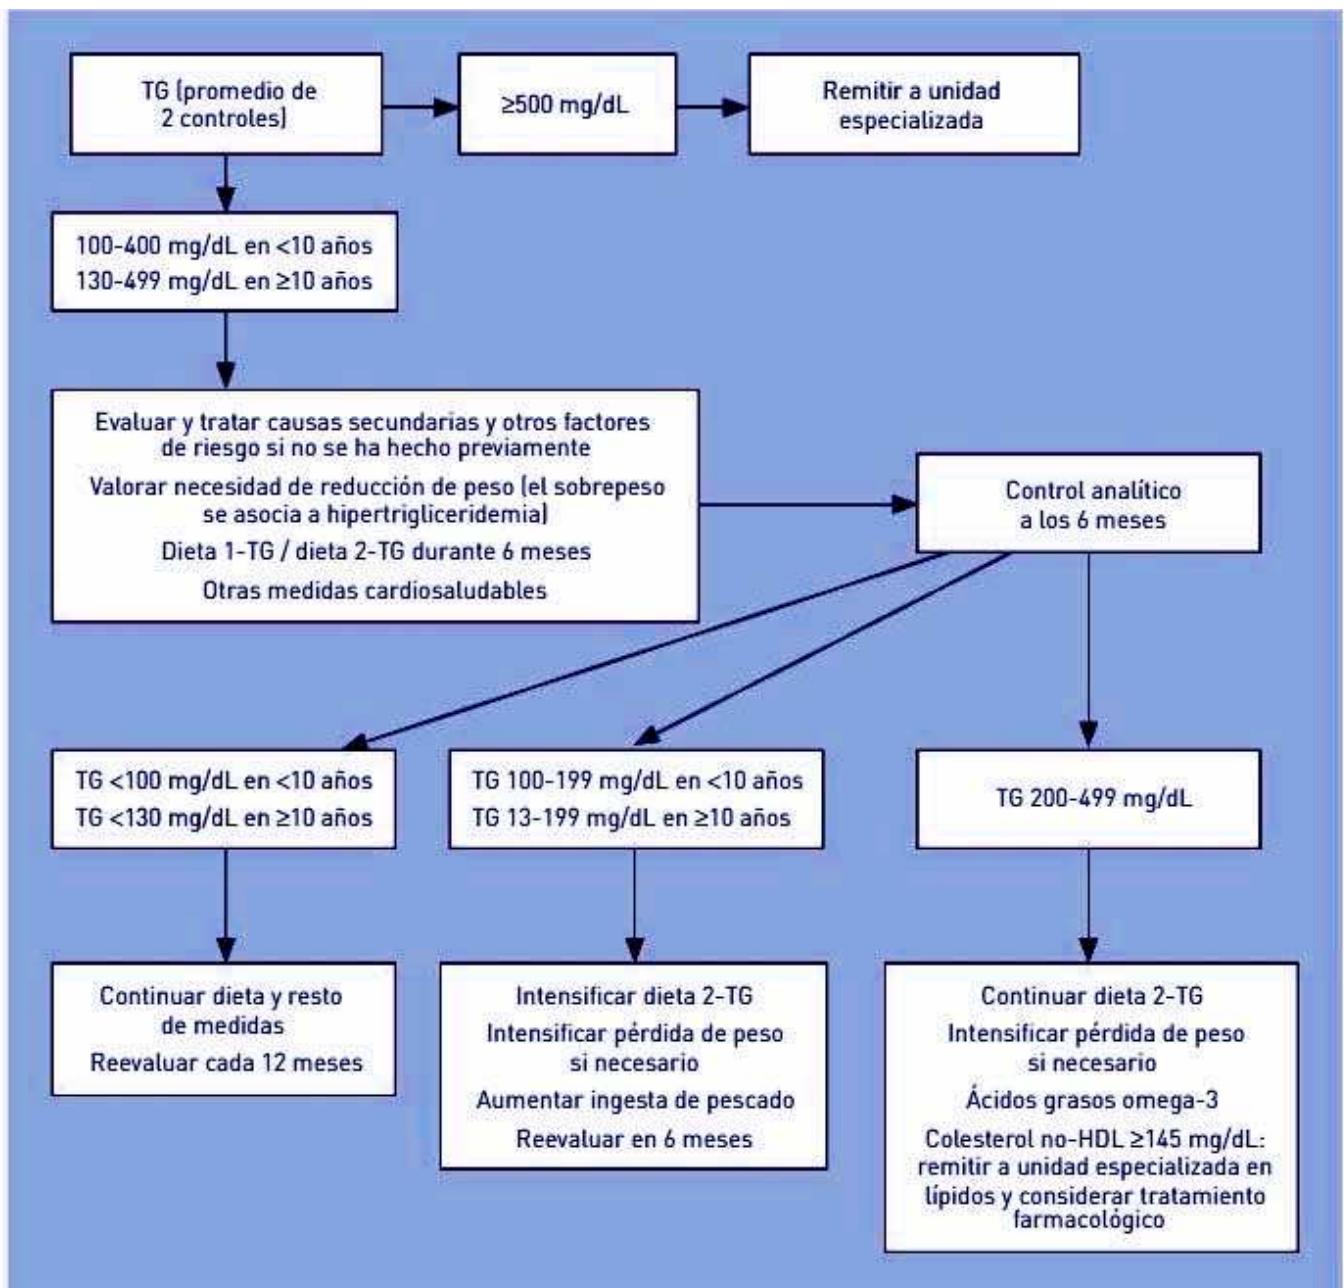 TG (promedio de
2 controles)
≥500 mg/dL
Remitir a unidad
especializada
100-400 mg/dL en <10 años
130-499 mg/dL en ≥10 años
Evaluar y tratar causas secundarias y otros factores
de riesgo si no se ha hecho previamente
Valorar necesidad de reducción de peso (el sobrepeso
se asocia a hipertrigliceridemia)
Dieta 1-TG / dieta 2-TG durante 6 meses
Otras medidas cardiosaludables
Control analítico
a los 6 meses
TG <100 mg/dL en <10 años
TG <130 mg/dL en ≥10 años
TG 100-199 mg/dL en <10 años
TG 13-199 mg/dL en ≥10 años
TG 200-499 mg/dL
Continuar dieta y resto
de medidas
Reevaluar cada 12 meses
Intensificar dieta 2-TG
Intensificar pérdida de peso
si necesario
Aumentar ingesta de pescado
Reevaluar en 6 meses
Continuar dieta 2-TG
Intensificar pérdida de peso
si necesario
Ácidos grasos omega-3
Colesterol no-HDL ≥145 mg/dL:
remitir a unidad especializada en
lípidos y considerar tratamiento
farmacológico